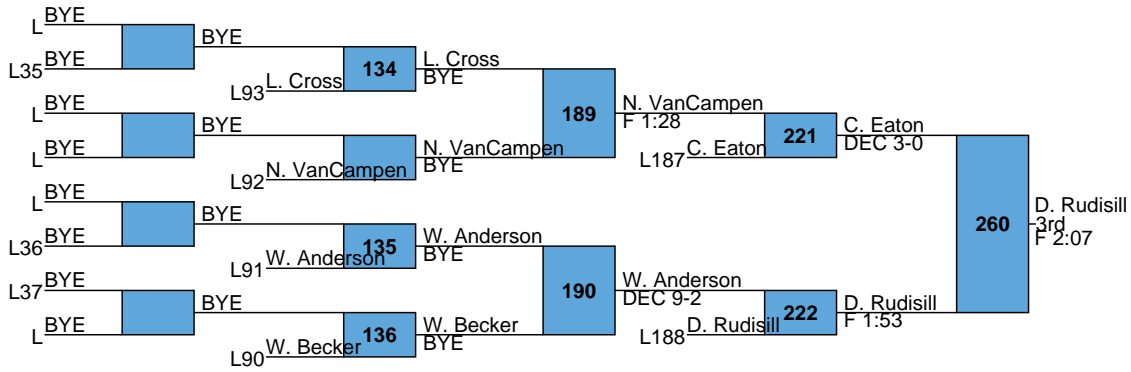 L BYE
BYE
L35 BYE
134
L. Cross
BYE
L93 L. Cross
189
N. VanCampen
F 1:28
L BYE
BYE
L BYE
N. VanCampen
BYE
L92 N. VanCampen
221
C. Eaton
DEC 3-0
L187 C. Eaton
L BYE
BYE
L36 BYE
135
W. Anderson
BYE
L91 W. Anderson
260
D. Rudisill
3rd
F 2:07
190
W. Anderson
DEC 9-2
L37 BYE
BYE
L BYE
136
W. Becker
BYE
L90 W. Becker
222
D. Rudisill
F 1:53
L188 D. Rudisill